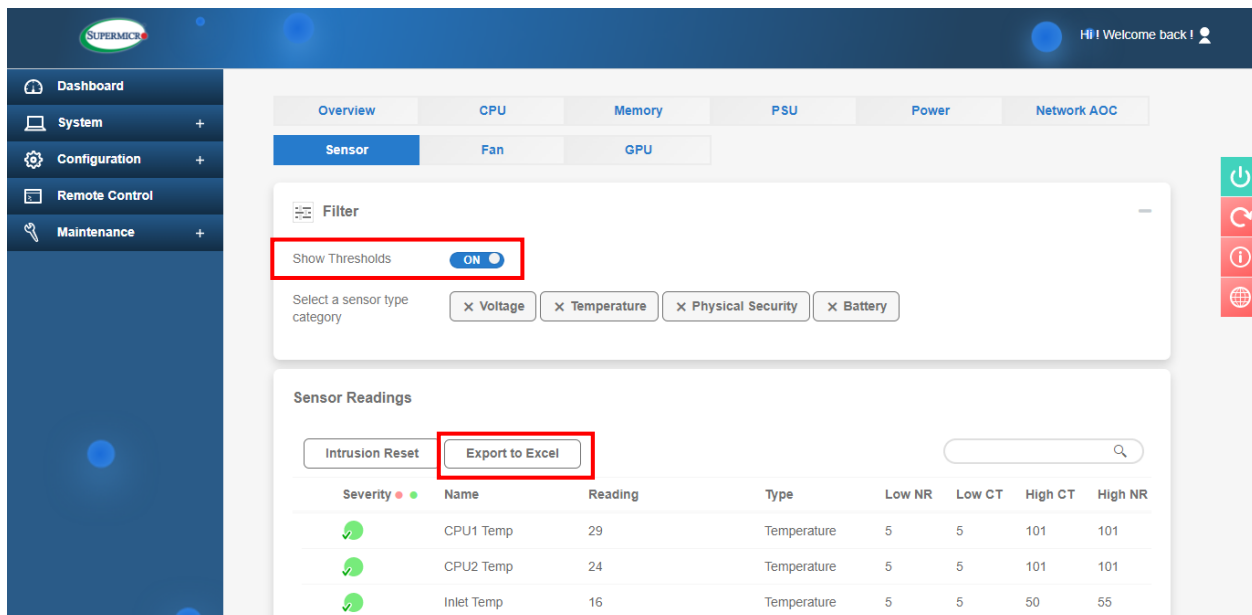 SUPERMICRO
Hi ! Welcome back !
Dashboard
System +
Configuration +
Remote Control
Maintenance +
Overview CPU Memory PSU Power Network AOC
Sensor Fan GPU
Filter
Show Thresholds ON
Select a sensor type
category
× Voltage × Temperature × Physical Security × Battery
Sensor Readings
Intrusion Reset Export to Excel
Severity Name Reading Type Low NR Low CT High CT High NR
CPU1 Temp 29 Temperature 5 5 101 101
CPU2 Temp 24 Temperature 5 5 101 101
Inlet Temp 16 Temperature 5 5 50 55